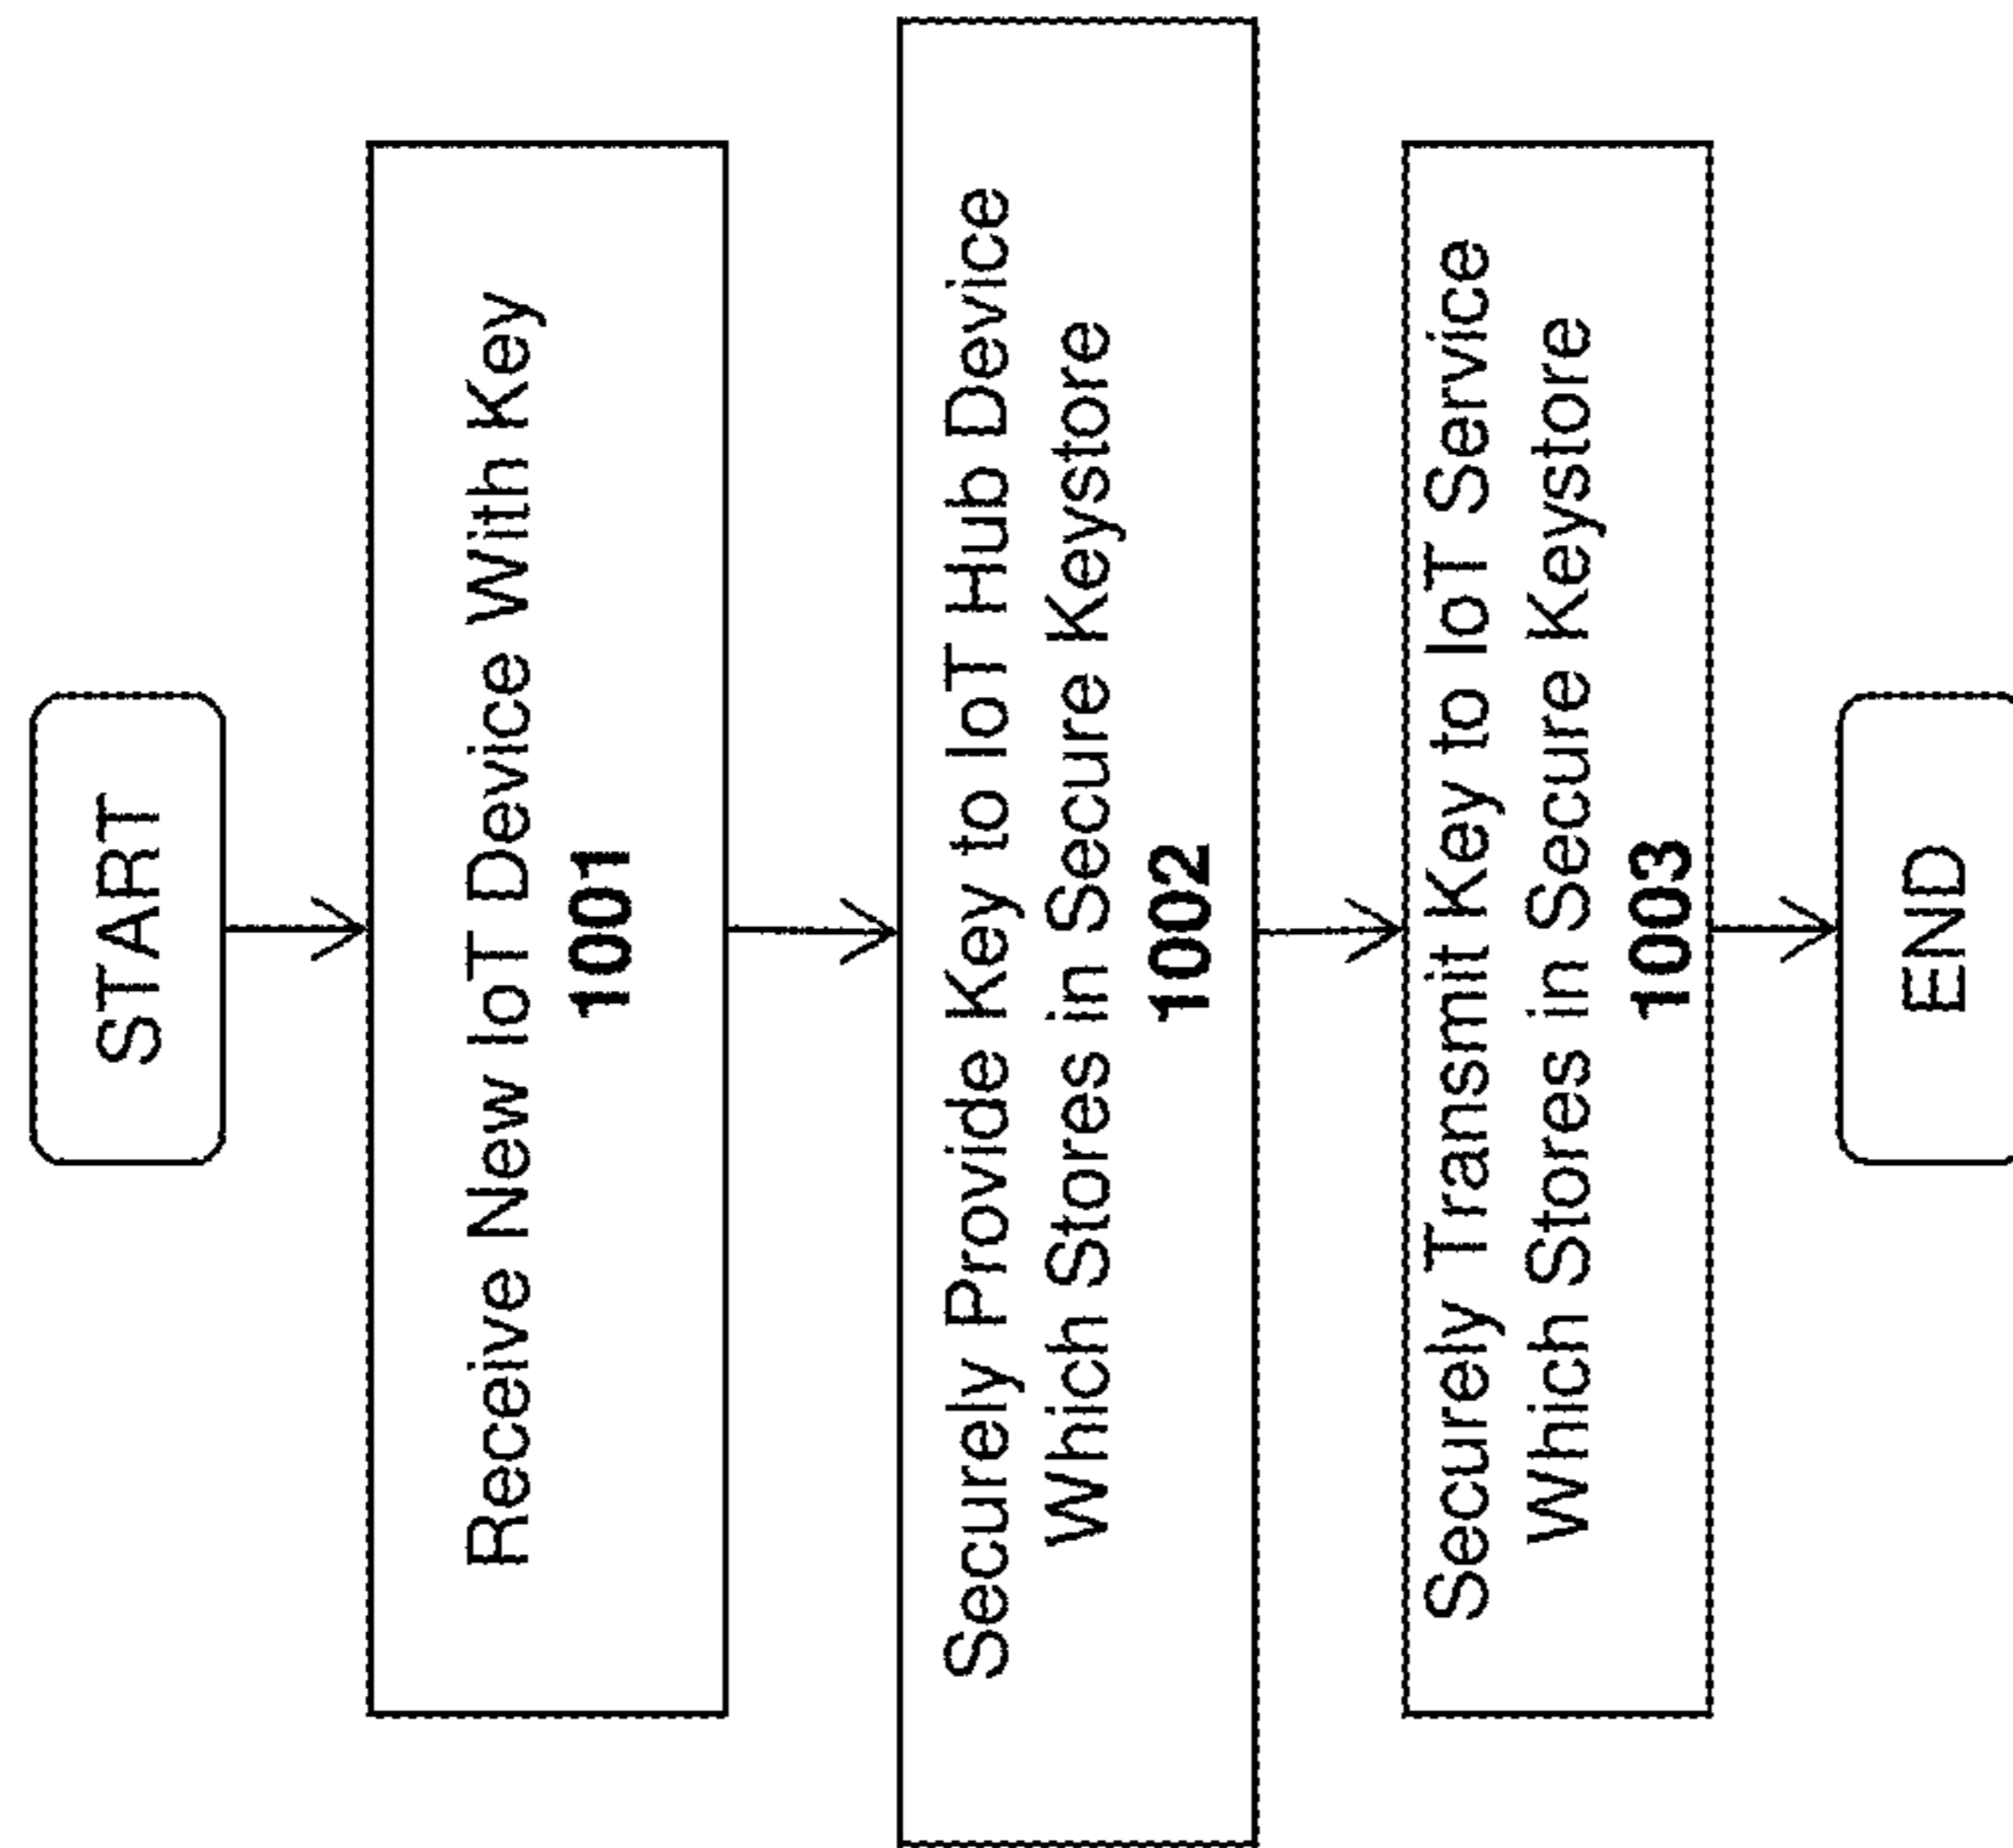 START
Receive New IoT Device With Key
1001
Securely Provide Key to IoT Hub Device
Which Stores in Secure Keystore
1002
Securely Transmit Key to IoT Service
Which Stores in Secure Keystore
1003
END